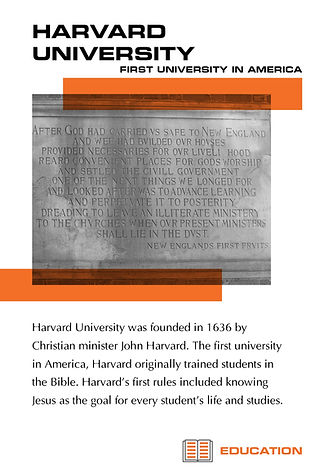 HARVARD
UNIVERSITY
FIRST UNIVERSITY IN AMERICA
AFTER GOD HAD CARRIED VS SAFE TO NEW ENGLAND
AND WEE HAD BVILDED OVR HOVSES
PROVIDED NECESSARIES FOR OVR LIVELI HOOD
REARD CONVENIENT PLACES FOR GODS WORSHIP
AND SETLED THE CIVILL GOVERNMENT
ONE OF THE NEXT THINGS WE LONGED FOR
AND LOOKED AFTER WAS TO ADVANCE LEARNING
AND PERPETVATE IT TO POSTERITY
DREADING TO LEAVE AN ILLITERATE MINISTERY
TO THE CHVRCHES WHEN OVR PRESENT MINISTERS
SHALL LIE IN THE DVST.
NEW ENGLANDS FIRST FRVITS
Harvard University was founded in 1636 by
Christian minister John Harvard. The first university
in America, Harvard originally trained students in
the Bible. Harvard's first rules included knowing
Jesus as the goal for every student's life and studies.
EDUCATION